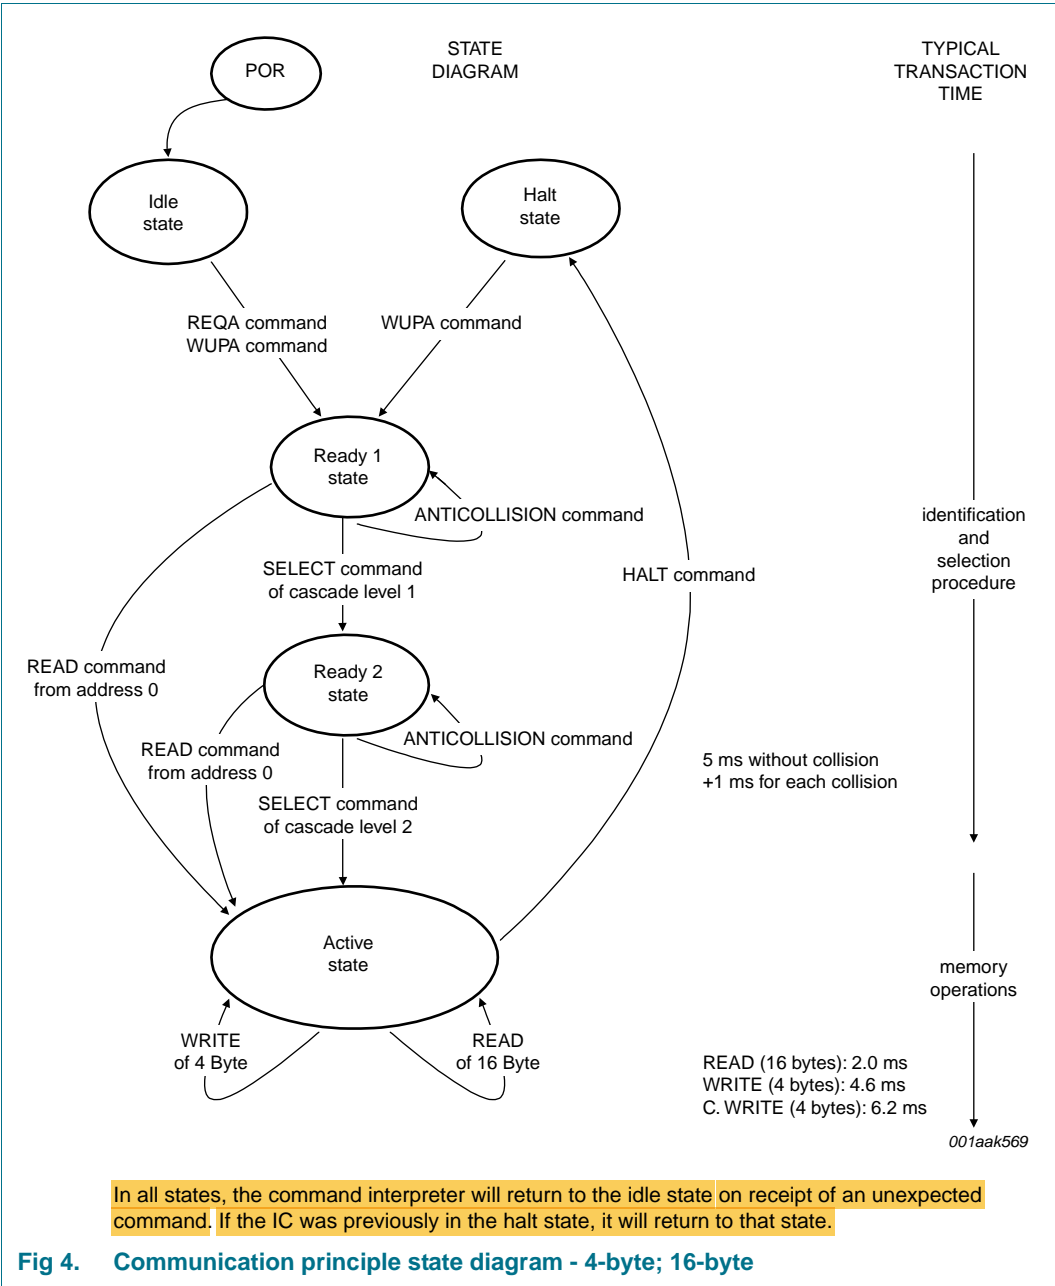 POR
STATE
DIAGRAM
TYPICAL
TRANSACTION
TIME
Idle
state
Halt
state
REQA command
WUPA command
WUPA command
Ready 1
state
ANTICOLLISION command
identification
and
selection
procedure
SELECT command
of cascade level 1
HALT command
READ command
from address 0
Ready 2
state
ANTICOLLISION command
READ command
from address 0
5 ms without collision
+1 ms for each collision
SELECT command
of cascade level 2
Active
state
memory
operations
WRITE
of 4 Byte
READ
of 16 Byte
READ (16 bytes): 2.0 ms
WRITE (4 bytes): 4.6 ms
C. WRITE (4 bytes): 6.2 ms
001aak569
In all states, the command interpreter will return to the idle state on receipt of an unexpected
command. If the IC was previously in the halt state, it will return to that state.
Fig 4. Communication principle state diagram - 4-byte; 16-byte